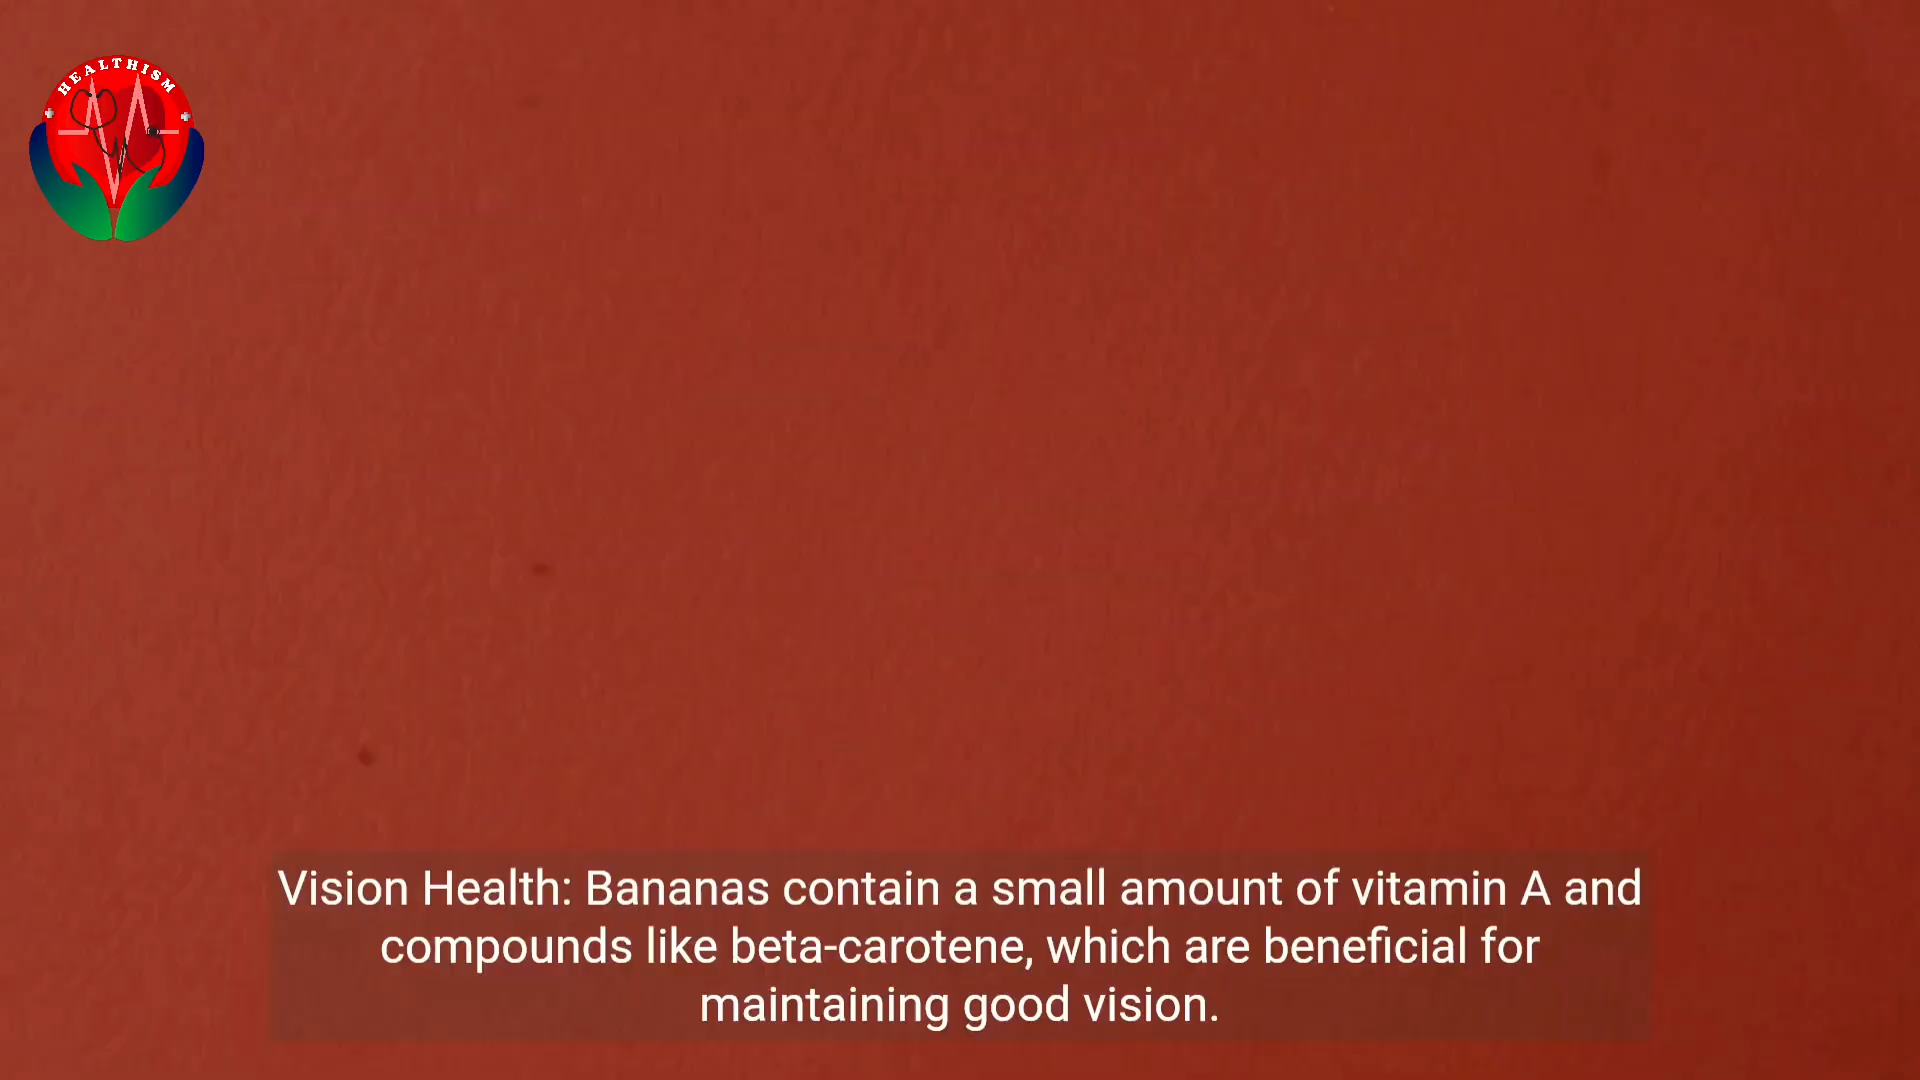 HEALTHISM
Vision Health: Bananas contain a small amount of vitamin A and
compounds like beta-carotene, which are beneficial for
maintaining good vision.